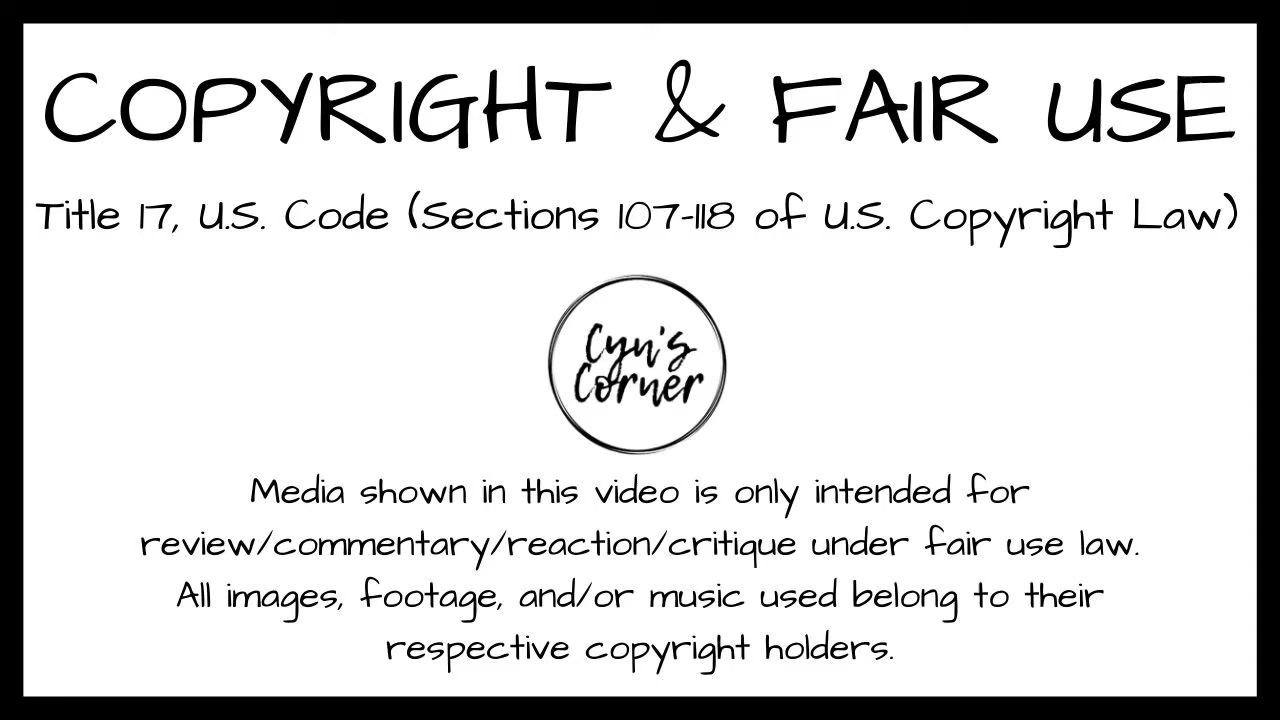 COPYRIGHT & FAIR USE
Title 17, U.S. Code (Sections 107-118 of U.S. Copyright Law)
Cyn's
Corner
Media shown in this video is only intended for
review/commentary/reaction/critique under fair use law.
All images, footage, and/or music used belong to their
respective copyright holders.